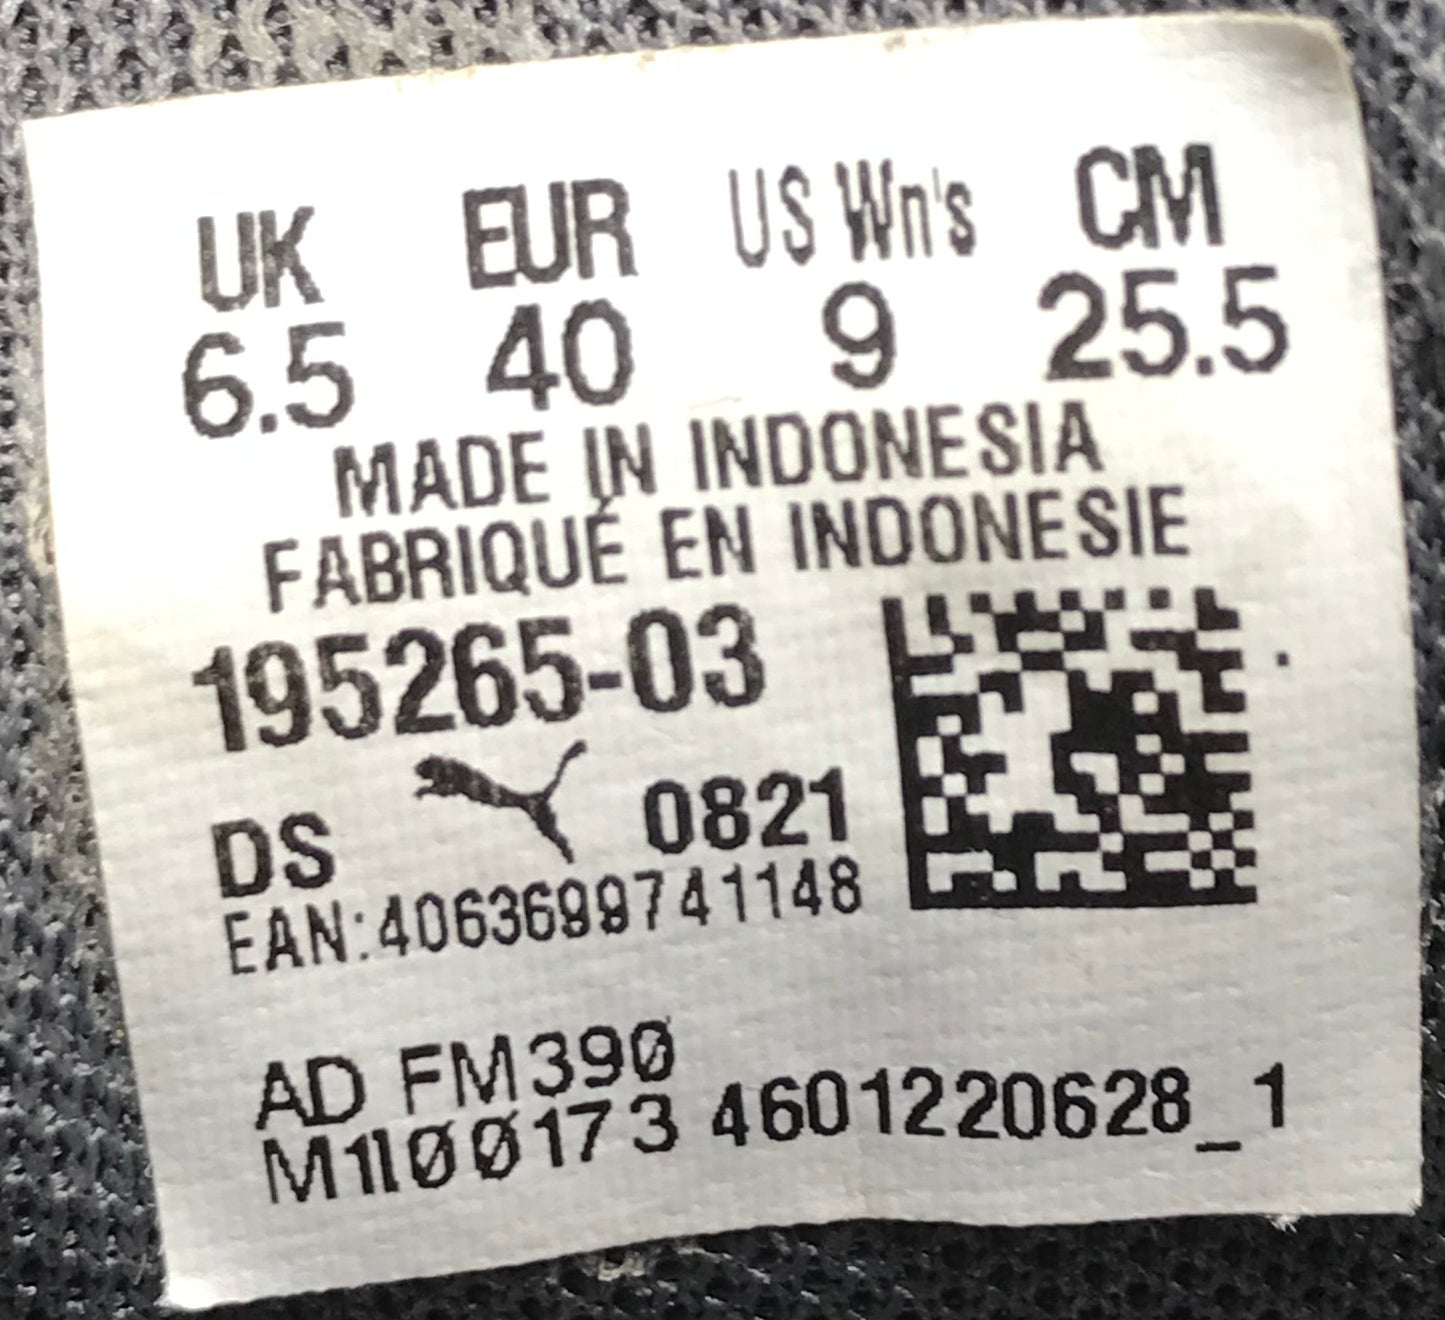 UK EUR US Wn's CM
6.5 40 9 25.5
MADE IN INDONESIA
FABRIQUÉ EN INDONESIE
195265-03
DS 0821
EAN:4063699741148
AD FM390
M1100173 4601220628_1